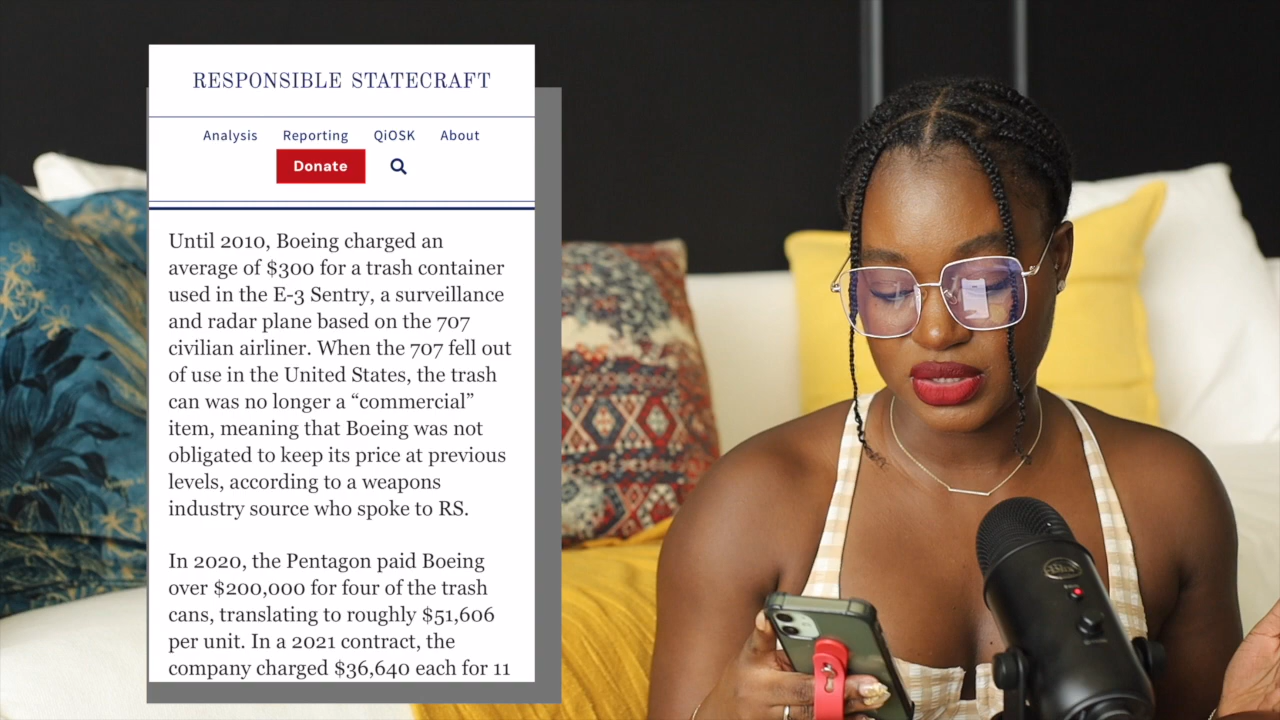 RESPONSIBLE STATECRAFT
Analysis Reporting QiOSK About
Donate
Until 2010, Boeing charged an
average of $300 for a trash container
used in the E-3 Sentry, a surveillance
and radar plane based on the 707
civilian airliner. When the 707 fell out
of use in the United States, the trash
can was no longer a “commercial”
item, meaning that Boeing was not
obligated to keep its price at previous
levels, according to a weapons
industry source who spoke to RS.
In 2020, the Pentagon paid Boeing
over $200,000 for four of the trash
cans, translating to roughly $51,606
per unit. In a 2021 contract, the
company charged $36,640 each for 11
Blue